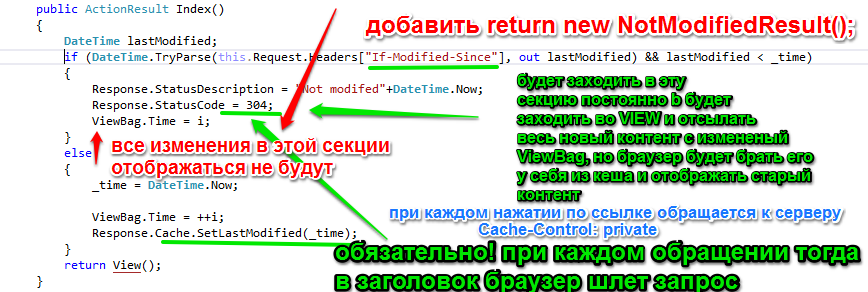 public ActionResult Index()
{
DateTime lastModified;
if (DateTime.TryParse(this.Request.Headers["If-Modified-Since"], out lastModified) && lastModified < _time)
{
Response.StatusDescription = "Not modifed"+DateTime.Now;
Response.StatusCode = 304;
ViewBag.Time = i;
}
else
{
_time = DateTime.Now;
ViewBag.Time = ++i;
Response.Cache.SetLastModified(_time);
}
return View();
}
добавить return new NotModifiedResult();
будет заходить в эту
секцию постоянно b будет
заходить во VIEW и отсылать
весь новый контент с измененый
ViewBag, но браузер будет брать его
у себя из кеша и отображать старый
контент
все изменения в этой секции
отображаться не будут
при каждом нажатии по ссылке обращается к серверу
Cache-Control: private
обязательно! при каждом обращении тогда
в заголовок браузер шлет запрос